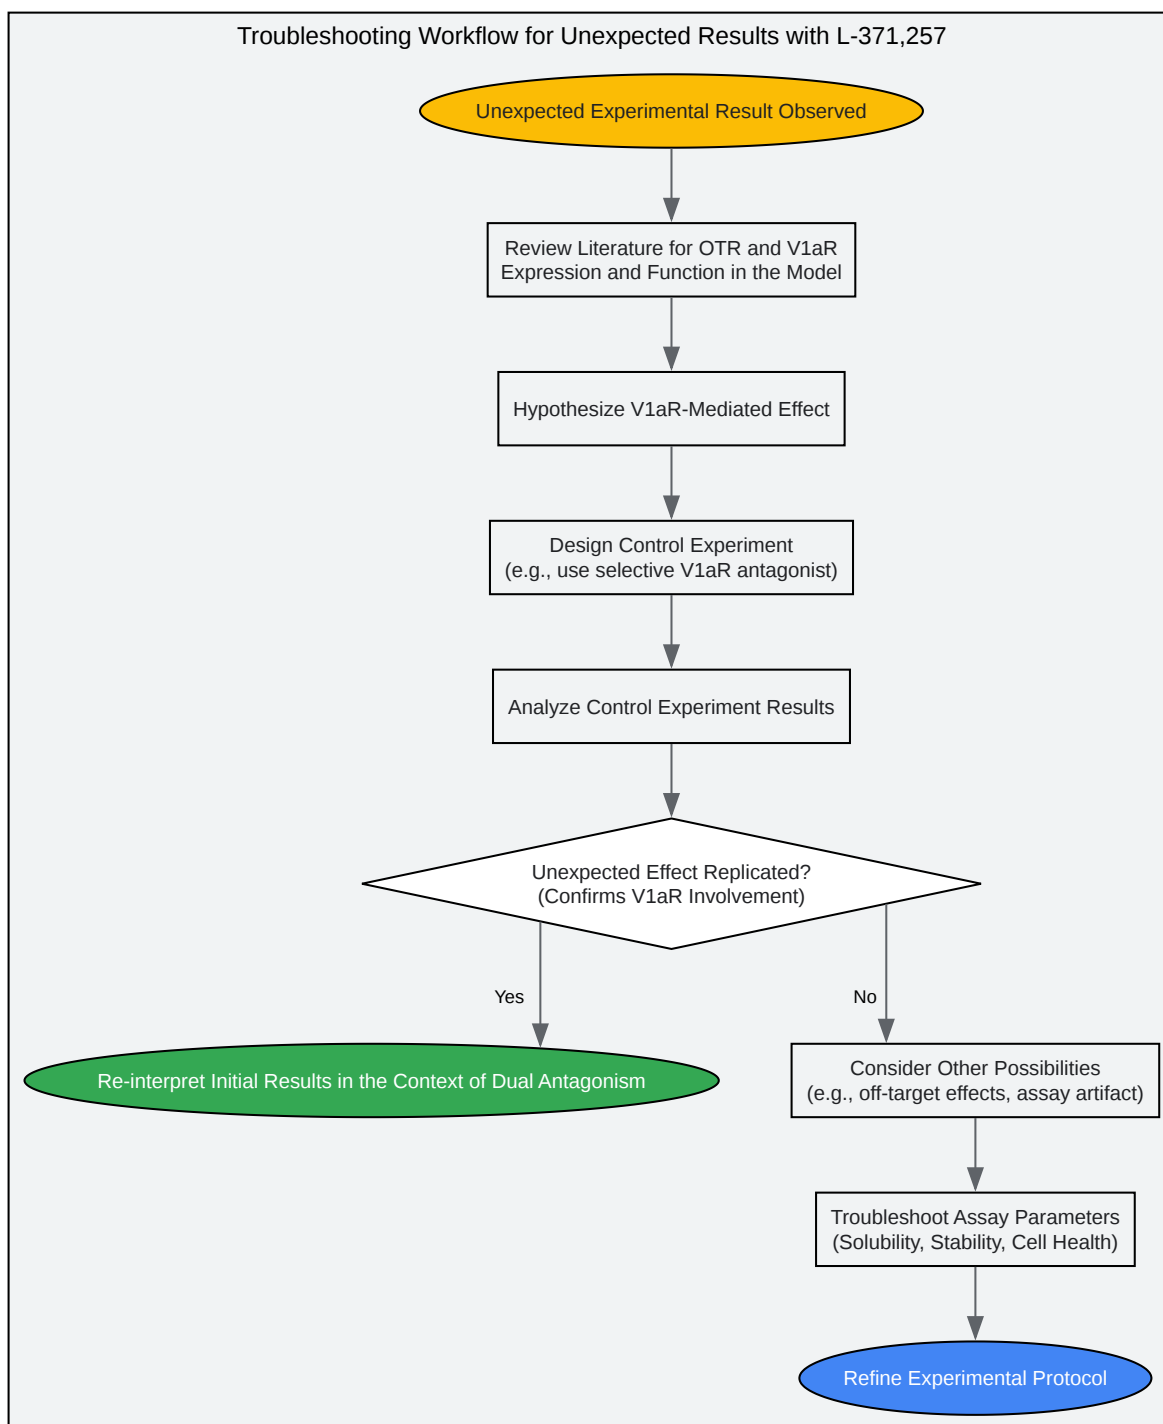 Troubleshooting Workflow for Unexpected Results with L-371,257
Unexpected Experimental Result Observed
Review Literature for OTR and V1aR
Expression and Function in the Model
Hypothesize V1aR-Mediated Effect
Design Control Experiment
(e.g., use selective V1aR antagonist)
Analyze Control Experiment Results
Unexpected Effect Replicated?
(Confirms V1aR Involvement)
Yes
No
Re-interpret Initial Results in the Context of Dual Antagonism
Consider Other Possibilities
(e.g., off-target effects, assay artifact)
Troubleshoot Assay Parameters
(Solubility, Stability, Cell Health)
Refine Experimental Protocol